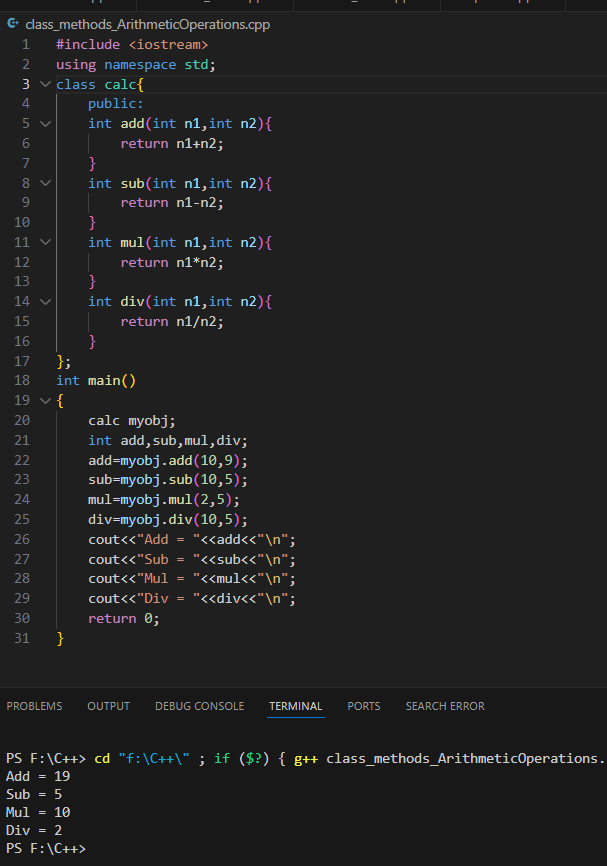 class_methods_ArithmeticOperations.cpp
1 #include <iostream>
2 using namespace std;
3 class calc{
4 public:
5 int add(int n1,int n2){
6 return n1+n2;
7 }
8 int sub(int n1,int n2){
9 return n1-n2;
10 }
11 int mul(int n1,int n2){
12 return n1*n2;
13 }
14 int div(int n1,int n2){
15 return n1/n2;
16 }
17 };
18 int main()
19 {
20 calc myobj;
21 int add,sub,mul,div;
22 add=myobj.add(10,9);
23 sub=myobj.sub(10,5);
24 mul=myobj.mul(2,5);
25 div=myobj.div(10,5);
26 cout<<"Add = "<<add<<"\n";
27 cout<<"Sub = "<<sub<<"\n";
28 cout<<"Mul = "<<mul<<"\n";
29 cout<<"Div = "<<div<<"\n";
30 return 0;
31 }
PROBLEMS OUTPUT DEBUG CONSOLE TERMINAL PORTS SEARCH ERROR
PS F:\C++> cd "f:\C++\" ; if ($?) { g++ class_methods_ArithmeticOperations.
Add = 19
Sub = 5
Mul = 10
Div = 2
PS F:\C++>